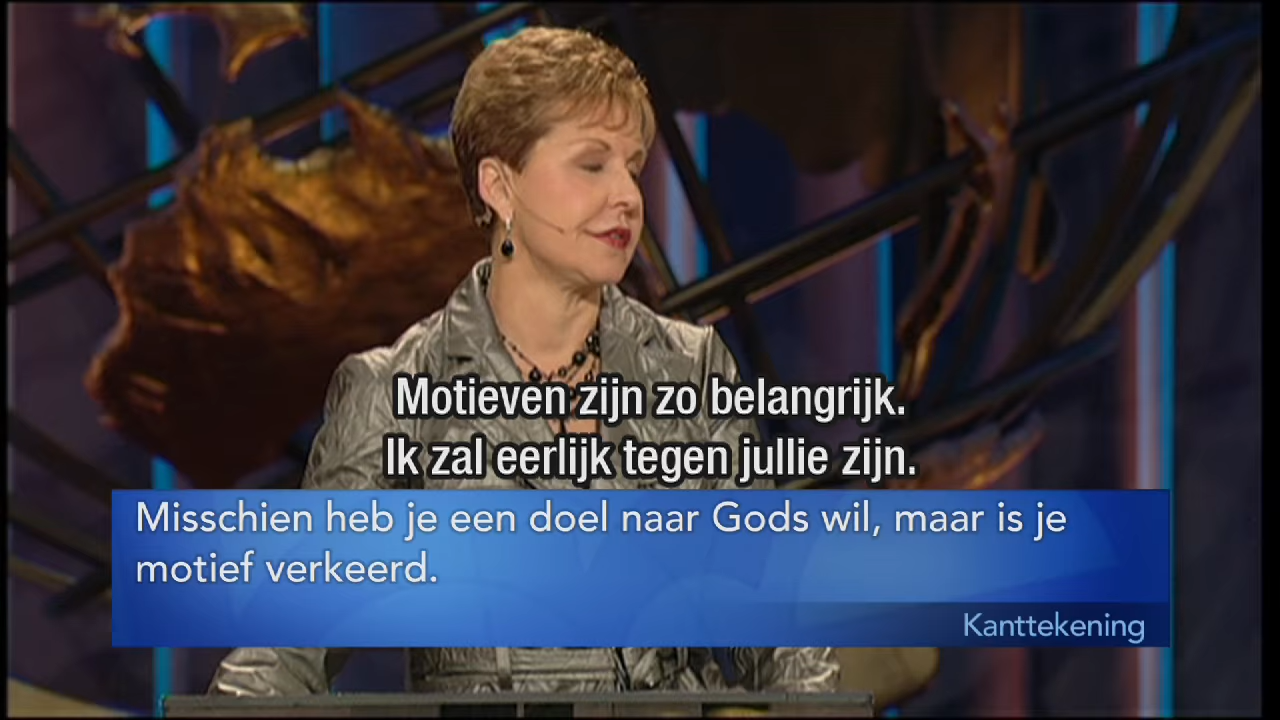 Motieven zijn zo belangrijk.
Ik zal eerlijk tegen jullie zijn.
Misschien heb je een doel naar Gods wil, maar is je
motief verkeerd.
Kanttekening